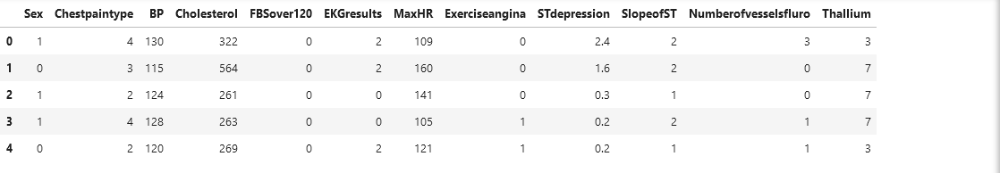 Sex Chestpaintype BP Cholesterol FBSover120 EKGresults MaxHR Exerciseangina STdepression SlopeofST Numberofvesselsfluro Thallium
0 1 4 130 322 0 2 109 0 2.4 2 3 3
1 0 3 115 564 0 2 160 0 1.6 2 0 7
2 1 2 124 261 0 0 141 0 0.3 1 0 7
3 1 4 128 263 0 0 105 1 0.2 2 1 7
4 0 2 120 269 0 2 121 1 0.2 1 1 3